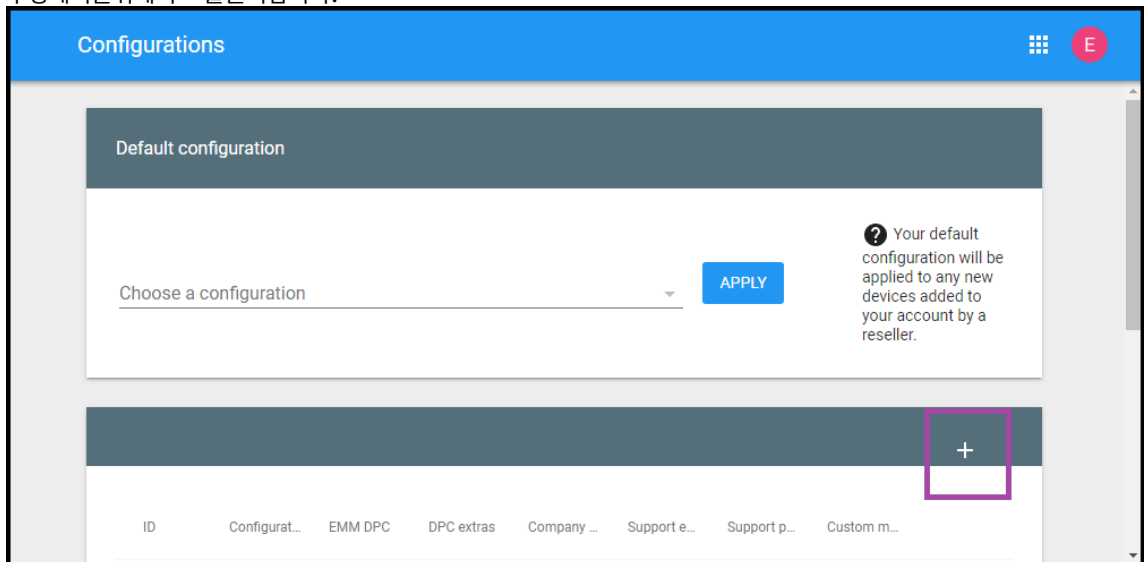 Configurations
E
Default configuration
Choose a configuration
APPLY
Your default
configuration will be
applied to any new
devices added to
your account by a
reseller.
ID Configurat... EMM DPC DPC extras Company ... Support e... Support p... Custom m...